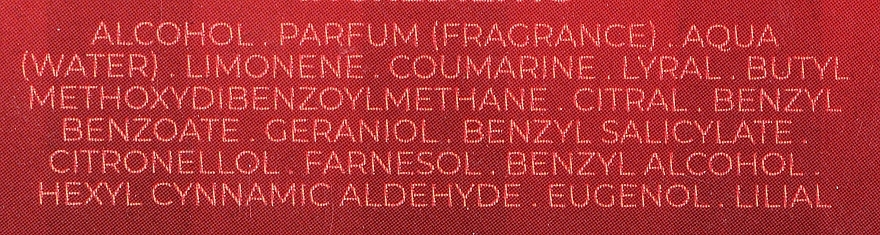 ALCOHOL . PARFUM (FRAGRANCE) . AQUA
(WATER) . LIMONENE . COUMARINE . LYRAL . BUTYL
METHOXYDIBENZOYLMETHANE . CITRAL . BENZYL
BENZOATE . GERANIOL . BENZYL SALICYLATE .
CITRONELLOL . FARNESOL . BENZYL ALCOHOL .
HEXYL CYNNAMIC ALDEHYDE . EUGENOL . LILIAL